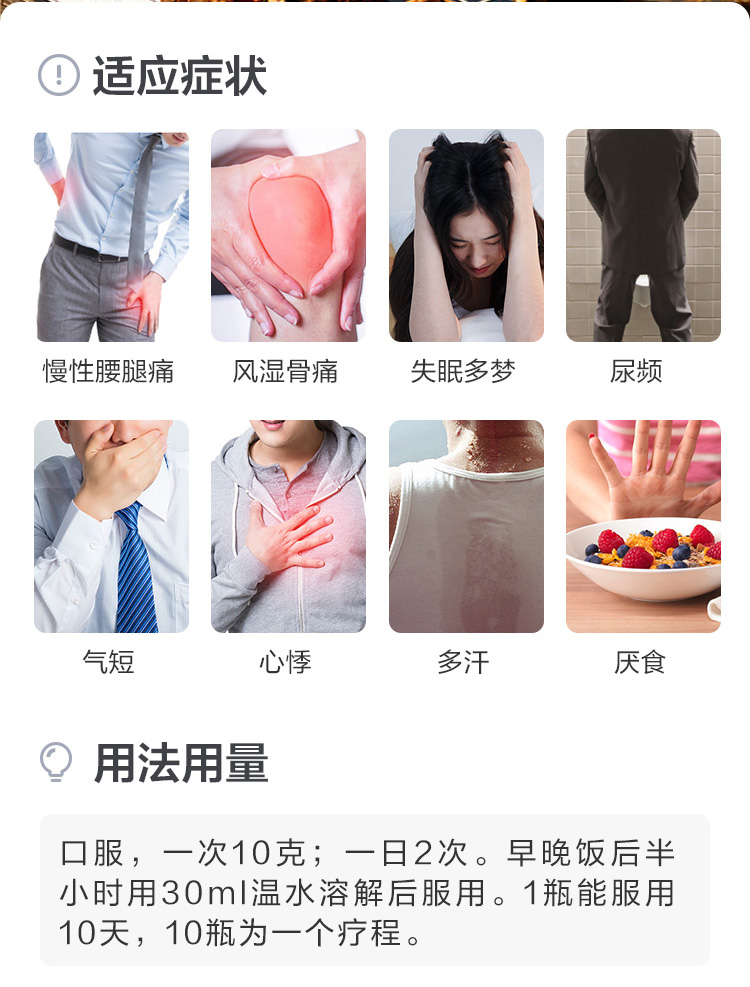 适应症状
慢性腰腿痛
风湿骨痛
失眠多梦
尿频
气短
心悸
多汗
厌食
用法用量
口服，一次10克；一日2次。早晚饭后半
小时用30ml温水溶解后服用。1瓶能服用
10天，10瓶为一个疗程。